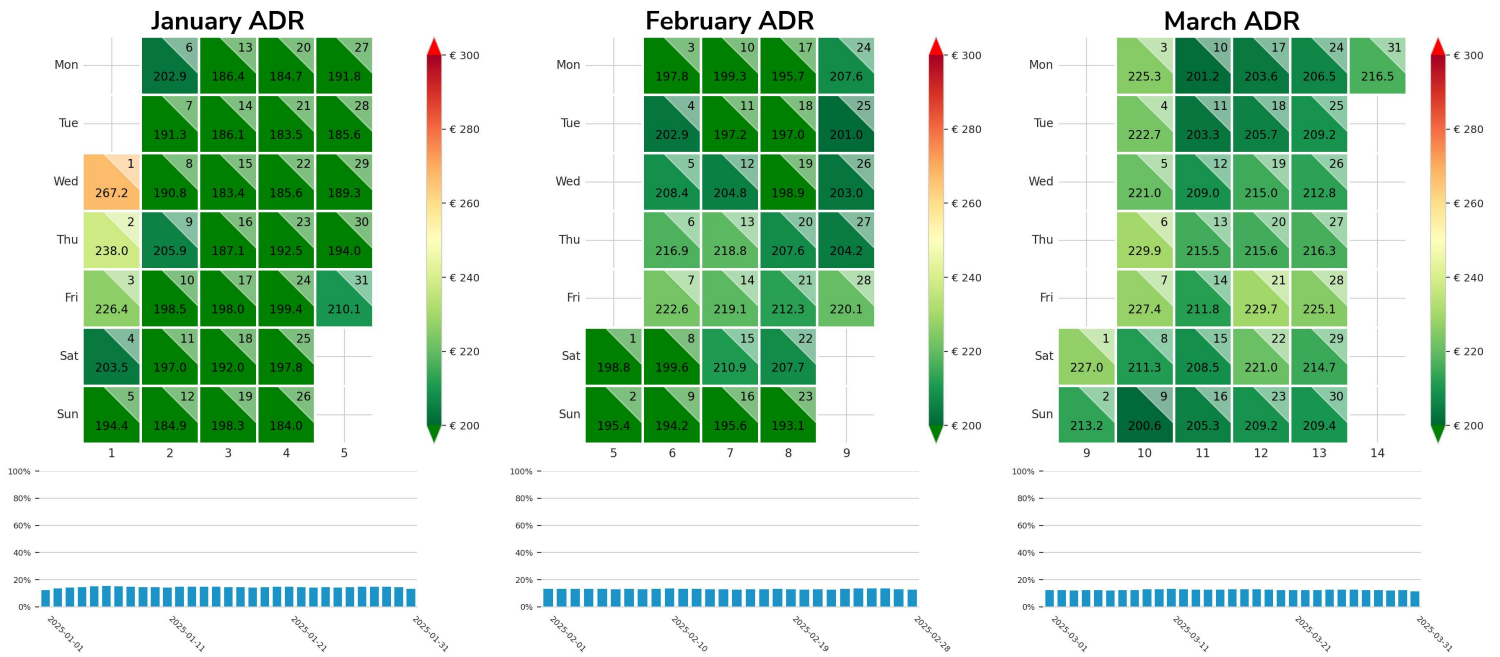 January ADR
Mon 6 13 20 27
202.9 186.4 184.7 191.8
Tue 7 14 21 28
191.3 186.1 183.5 185.6
Wed 1 8 15 22 29
267.2 190.8 183.4 185.6 189.3
Thu 2 9 16 23 30
238.0 205.9 187.1 192.5 194.0
Fri 3 10 17 24 31
226.4 198.5 198.0 199.4 210.1
Sat 4 11 18 25
203.5 197.0 192.0 197.8
Sun 5 12 19 26
194.4 184.9 198.3 184.0
1 2 3 4 5
€ 300
€ 280
€ 260
€ 240
€ 220
€ 200
100%
80%
60%
40%
20%
0%
2025-01-01 2025-01-11 2025-01-21 2025-01-31
February ADR
Mon 3 10 17 24
197.8 199.3 195.7 207.6
Tue 4 11 18 25
202.9 197.2 197.0 201.0
Wed 5 12 19 26
208.4 204.8 198.9 203.0
Thu 6 13 20 27
216.9 218.8 207.6 204.2
Fri 7 14 21 28
222.6 219.1 212.3 220.1
Sat 1 8 15 22
198.8 199.6 210.9 207.7
Sun 2 9 16 23
195.4 194.2 195.6 193.1
5 6 7 8 9
€ 300
€ 280
€ 260
€ 240
€ 220
€ 200
100%
80%
60%
40%
20%
0%
2025-02-01 2025-02-10 2025-02-19 2025-02-28
March ADR
Mon 3 10 17 24 31
225.3 201.2 203.6 206.5 216.5
Tue 4 11 18 25
222.7 203.3 205.7 209.2
Wed 5 12 19 26
221.0 209.0 215.0 212.8
Thu 6 13 20 27
229.9 215.5 215.6 216.3
Fri 7 14 21 28
227.4 211.8 229.7 225.1
Sat 1 8 15 22 29
227.0 211.3 208.5 221.0 214.7
Sun 2 9 16 23 30
213.2 200.6 205.3 209.2 209.4
9 10 11 12 13 14
€ 300
€ 280
€ 260
€ 240
€ 220
€ 200
100%
80%
60%
40%
20%
0%
2025-03-01 2025-03-11 2025-03-21 2025-03-31